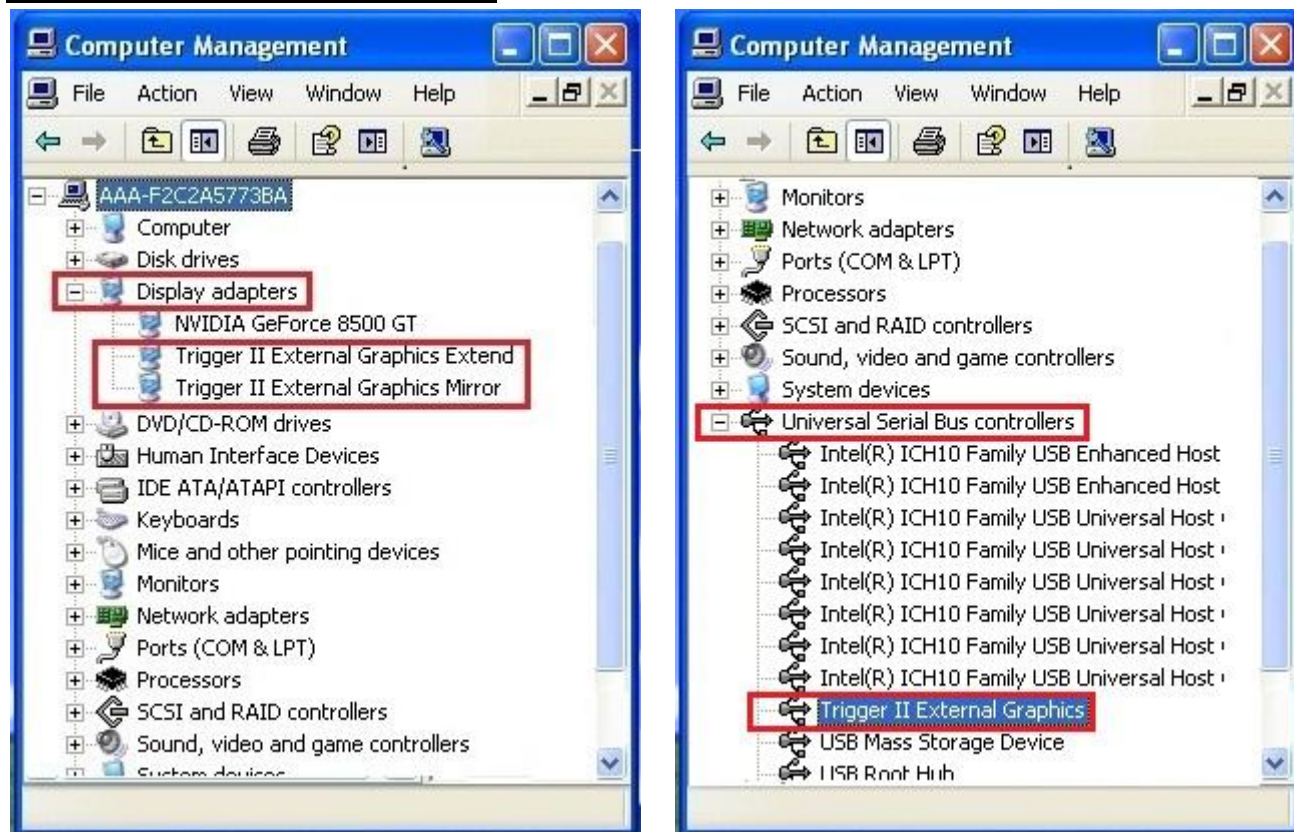 Computer Management
File Action View Window Help
AAA-F2C2A5773BA
Computer
Disk drives
Display adapters
NVIDIA GeForce 8500 GT
Trigger II External Graphics Extend
Trigger II External Graphics Mirror
DVD/CD-ROM drives
Human Interface Devices
IDE ATA/ATAPI controllers
Keyboards
Mice and other pointing devices
Monitors
Network adapters
Ports (COM & LPT)
Processors
SCSI and RAID controllers
Sound, video and game controllers
System devices
Computer Management
File Action View Window Help
Monitors
Network adapters
Ports (COM & LPT)
Processors
SCSI and RAID controllers
Sound, video and game controllers
System devices
Universal Serial Bus controllers
Intel(R) ICH10 Family USB Enhanced Host
Intel(R) ICH10 Family USB Enhanced Host
Intel(R) ICH10 Family USB Universal Host
Intel(R) ICH10 Family USB Universal Host
Intel(R) ICH10 Family USB Universal Host
Intel(R) ICH10 Family USB Universal Host
Intel(R) ICH10 Family USB Universal Host
Intel(R) ICH10 Family USB Universal Host
Trigger II External Graphics
USB Mass Storage Device
USB Root Hub